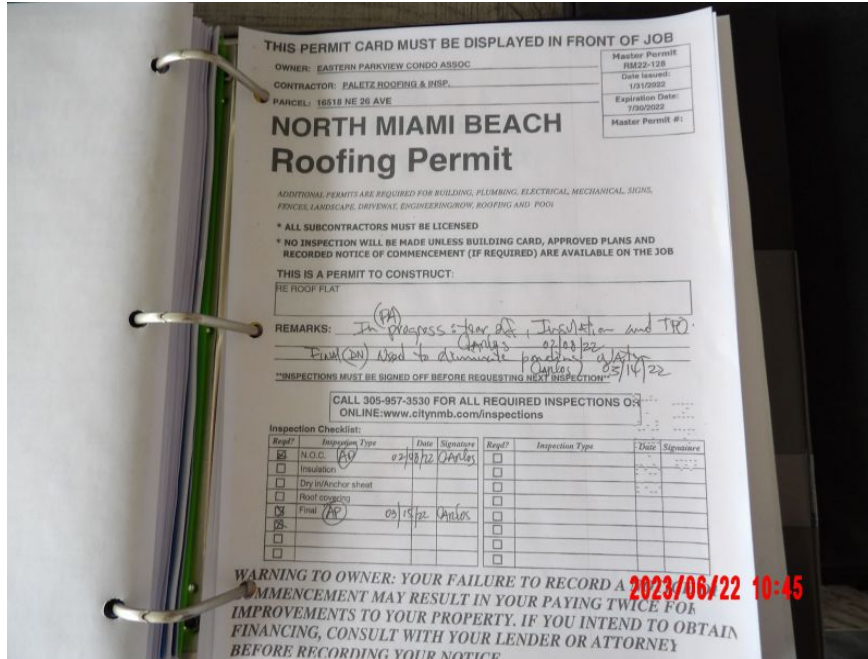 THIS PERMIT CARD MUST BE DISPLAYED IN FRONT OF JOB
OWNER: EASTERN PARKVIEW CONDO ASSOC
CONTRACTOR: PALETZ ROOFING & INSP.
PARCEL: 16518 NE 26 AVE
Master Permit
RM22-128
Date Issued:
1/31/2022
Expiration Date:
7/30/2022
Master Permit #:
NORTH MIAMI BEACH
Roofing Permit
ADDITIONAL PERMITS ARE REQUIRED FOR BUILDING, PLUMBING, ELECTRICAL, MECHANICAL, SIGNS,
FENCES, LANDSCAPE, DRIVEWAY, ENGINEERING/ROW, ROOFING AND POOL
* ALL SUBCONTRACTORS MUST BE LICENSED
* NO INSPECTION WILL BE MADE UNLESS BUILDING CARD, APPROVED PLANS AND
RECORDED NOTICE OF COMMENCEMENT (IF REQUIRED) ARE AVAILABLE ON THE JOB
THIS IS A PERMIT TO CONSTRUCT:
RE ROOF FLAT
(PA)
REMARKS: In progress: tear off, Insulation and TPO.
Carlos 02/08/22
Final (DN) Need to eliminate ponding water
(Carlos) 03/14/22
**INSPECTIONS MUST BE SIGNED OFF BEFORE REQUESTING NEXT INSPECTION**
CALL 305-957-3530 FOR ALL REQUIRED INSPECTIONS OR
ONLINE:www.citynmb.com/inspections
Inspection Checklist:
Reqd? Inspection Type Date Signature Reqd? Inspection Type Date Signature
N.O.C. (AP) 02/08/22 Carlos
Insulation
Dry in/Anchor sheet
Root covering
Final (AP) 03/15/22 Carlos
WARNING TO OWNER: YOUR FAILURE TO RECORD A
COMMENCEMENT MAY RESULT IN YOUR PAYING TWICE FOR
IMPROVEMENTS TO YOUR PROPERTY. IF YOU INTEND TO OBTAIN
FINANCING, CONSULT WITH YOUR LENDER OR ATTORNEY
BEFORE RECORDING YOUR NOTICE
2023/06/22 10:45